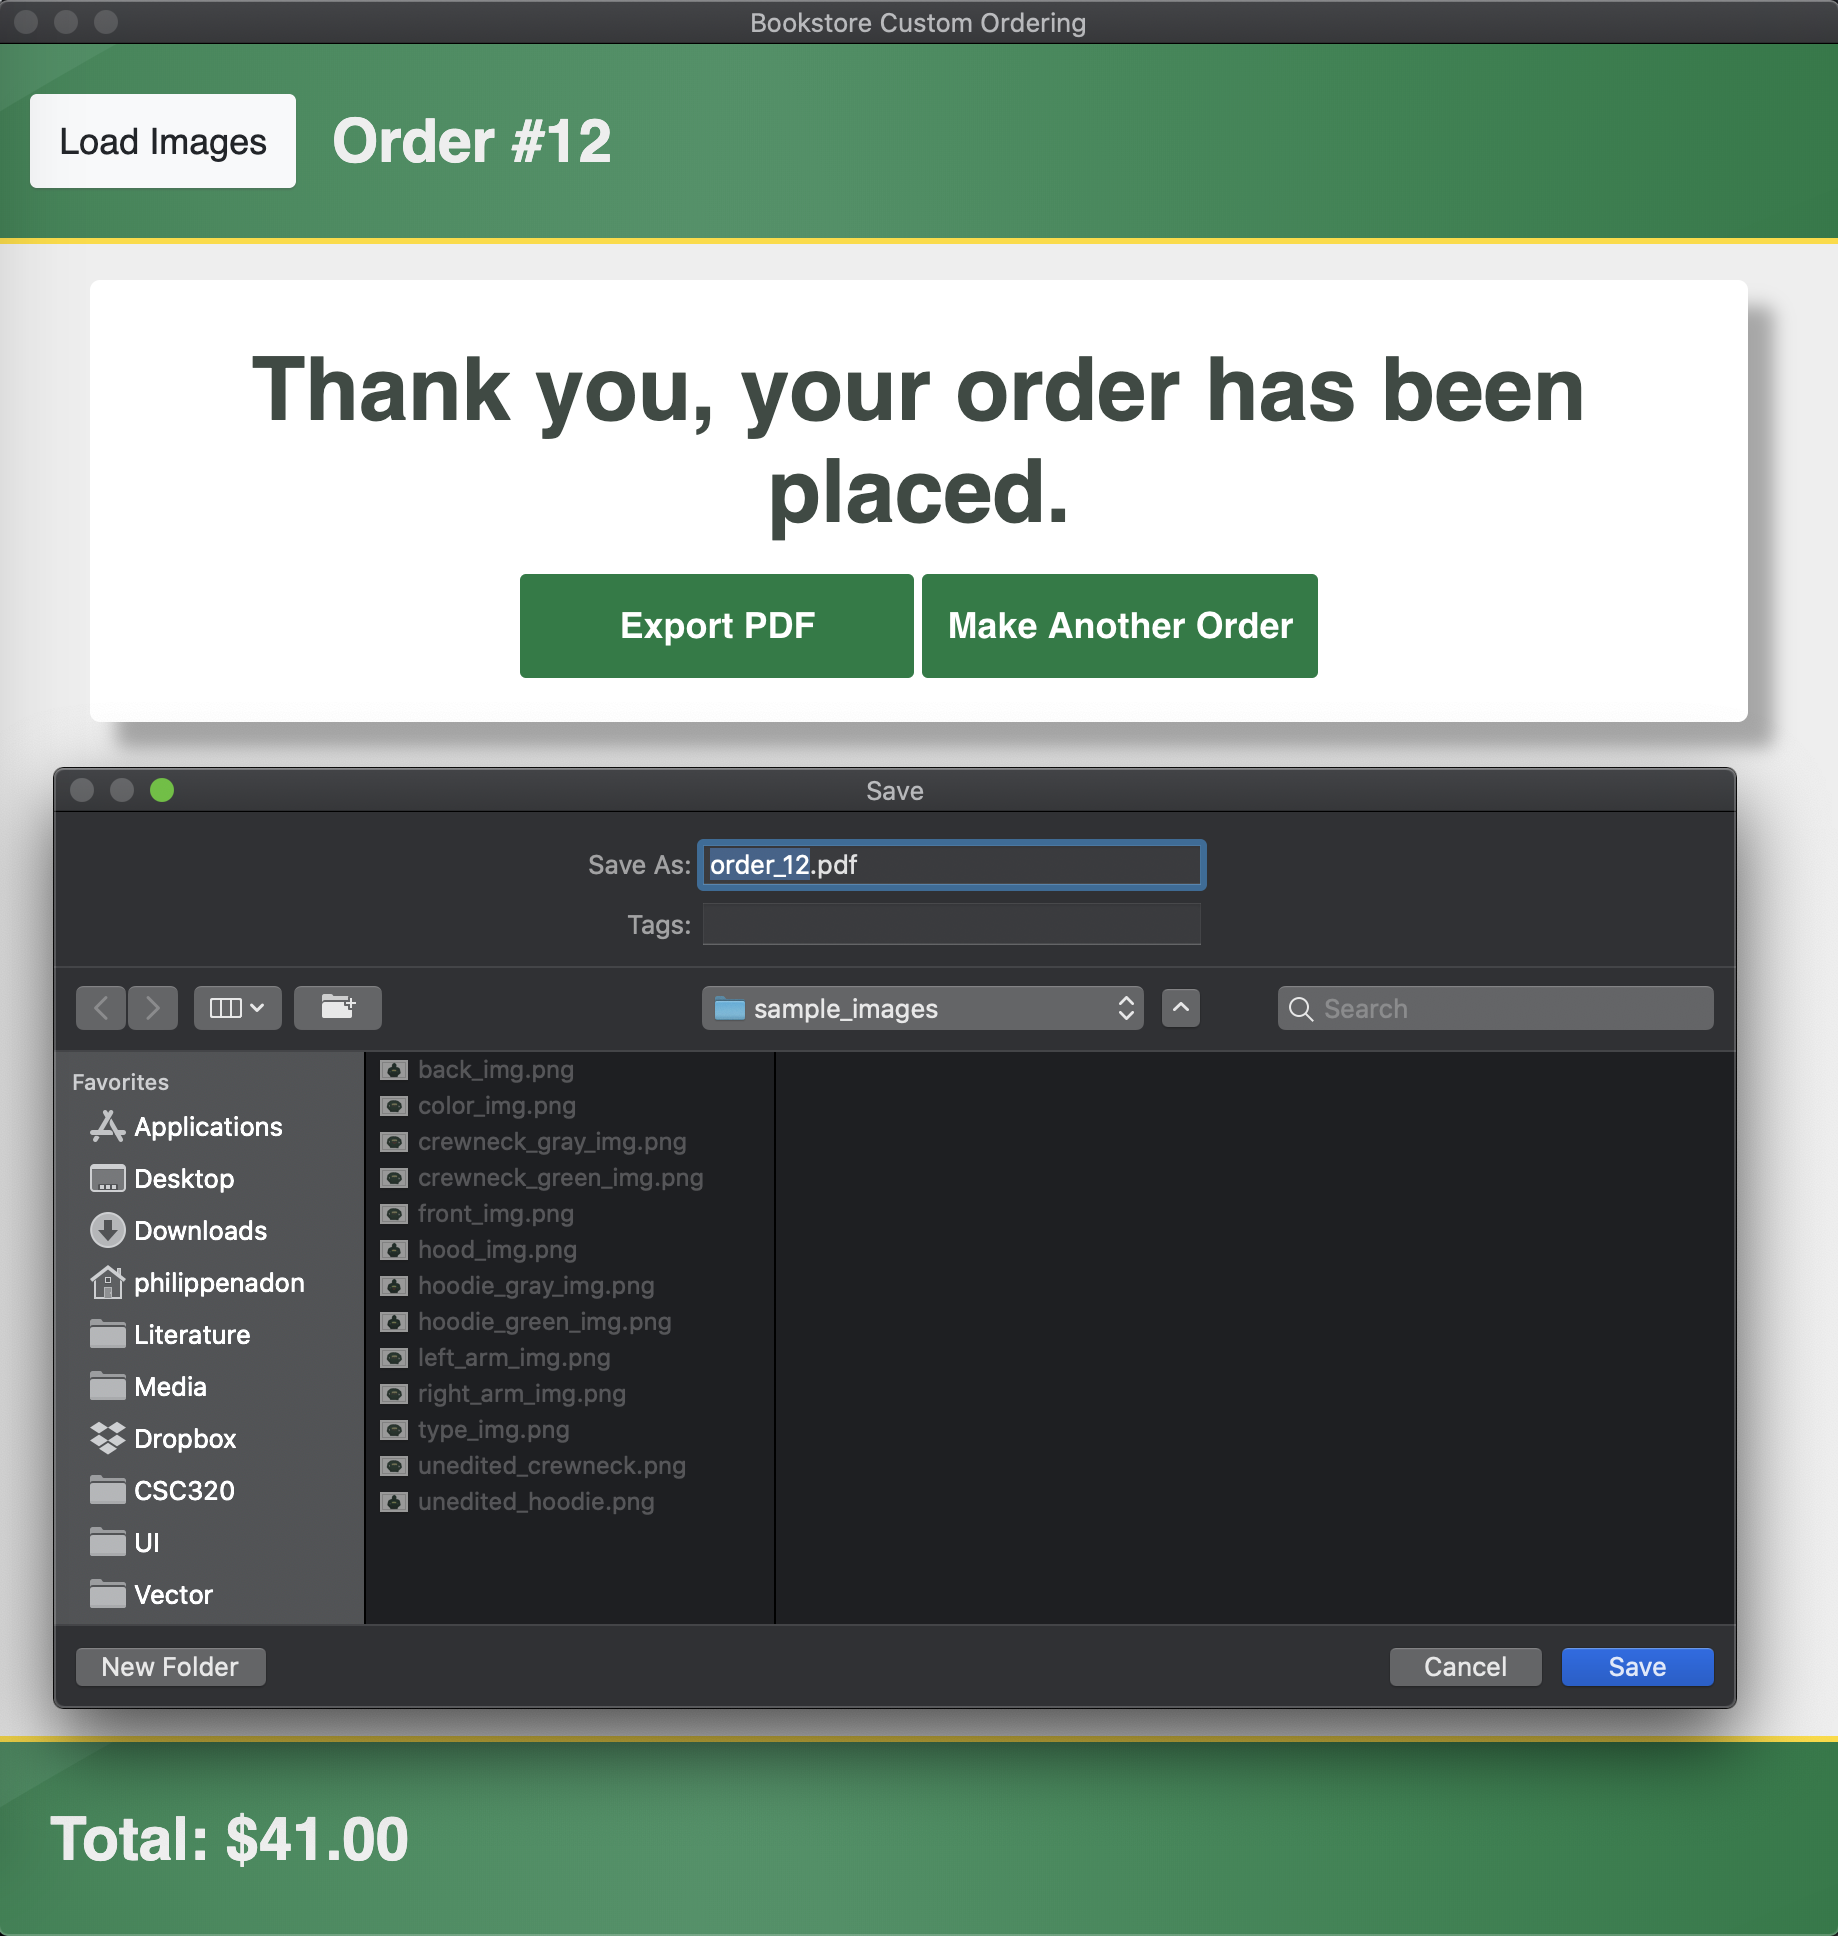 Bookstore Custom Ordering
Load Images
Order #12
Thank you, your order has been
placed.
Export PDF
Make Another Order
Save
Save As: order_12.pdf
Tags:
sample_images
Search
Favorites
Applications
Desktop
Downloads
philippenadon
Literature
Media
Dropbox
CSC320
UI
Vector
back_img.png
color_img.png
crewneck_gray_img.png
crewneck_green_img.png
front_img.png
hood_img.png
hoodie_gray_img.png
hoodie_green_img.png
left_arm_img.png
right_arm_img.png
type_img.png
unedited_crewneck.png
unedited_hoodie.png
New Folder
Cancel
Save
Total: $41.00